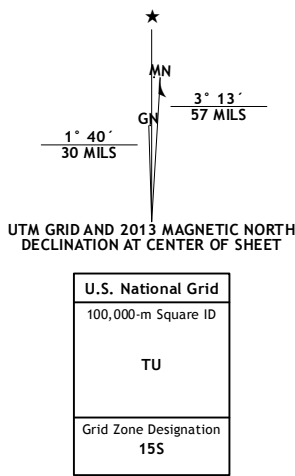 ★
MN
GN
3° 13´
57 MILS
1° 40´
30 MILS
UTM GRID AND 2013 MAGNETIC NORTH
DECLINATION AT CENTER OF SHEET
U.S. National Grid
100,000-m Square ID
TU
Grid Zone Designation
15S